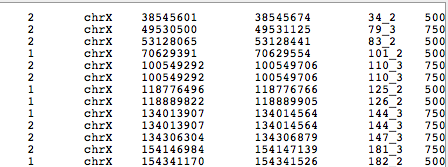 2 chrX 38545601 38545674 34_2 500
2 chrX 49530500 49531125 79_3 750
2 chrX 53128065 53128441 83_2 500
1 chrX 70629391 70629554 101_2 500
2 chrX 100549292 100549706 110_3 750
2 chrX 100549292 100549706 110_3 750
1 chrX 118776496 118776766 125_2 500
1 chrX 118889822 118889905 126_2 500
1 chrX 134013907 134014564 144_3 750
1 chrX 134013907 134014564 144_3 750
2 chrX 134306304 134306879 147_3 750
2 chrX 154146984 154147139 181_3 750
1 chrX 154341170 154341526 182_2 500